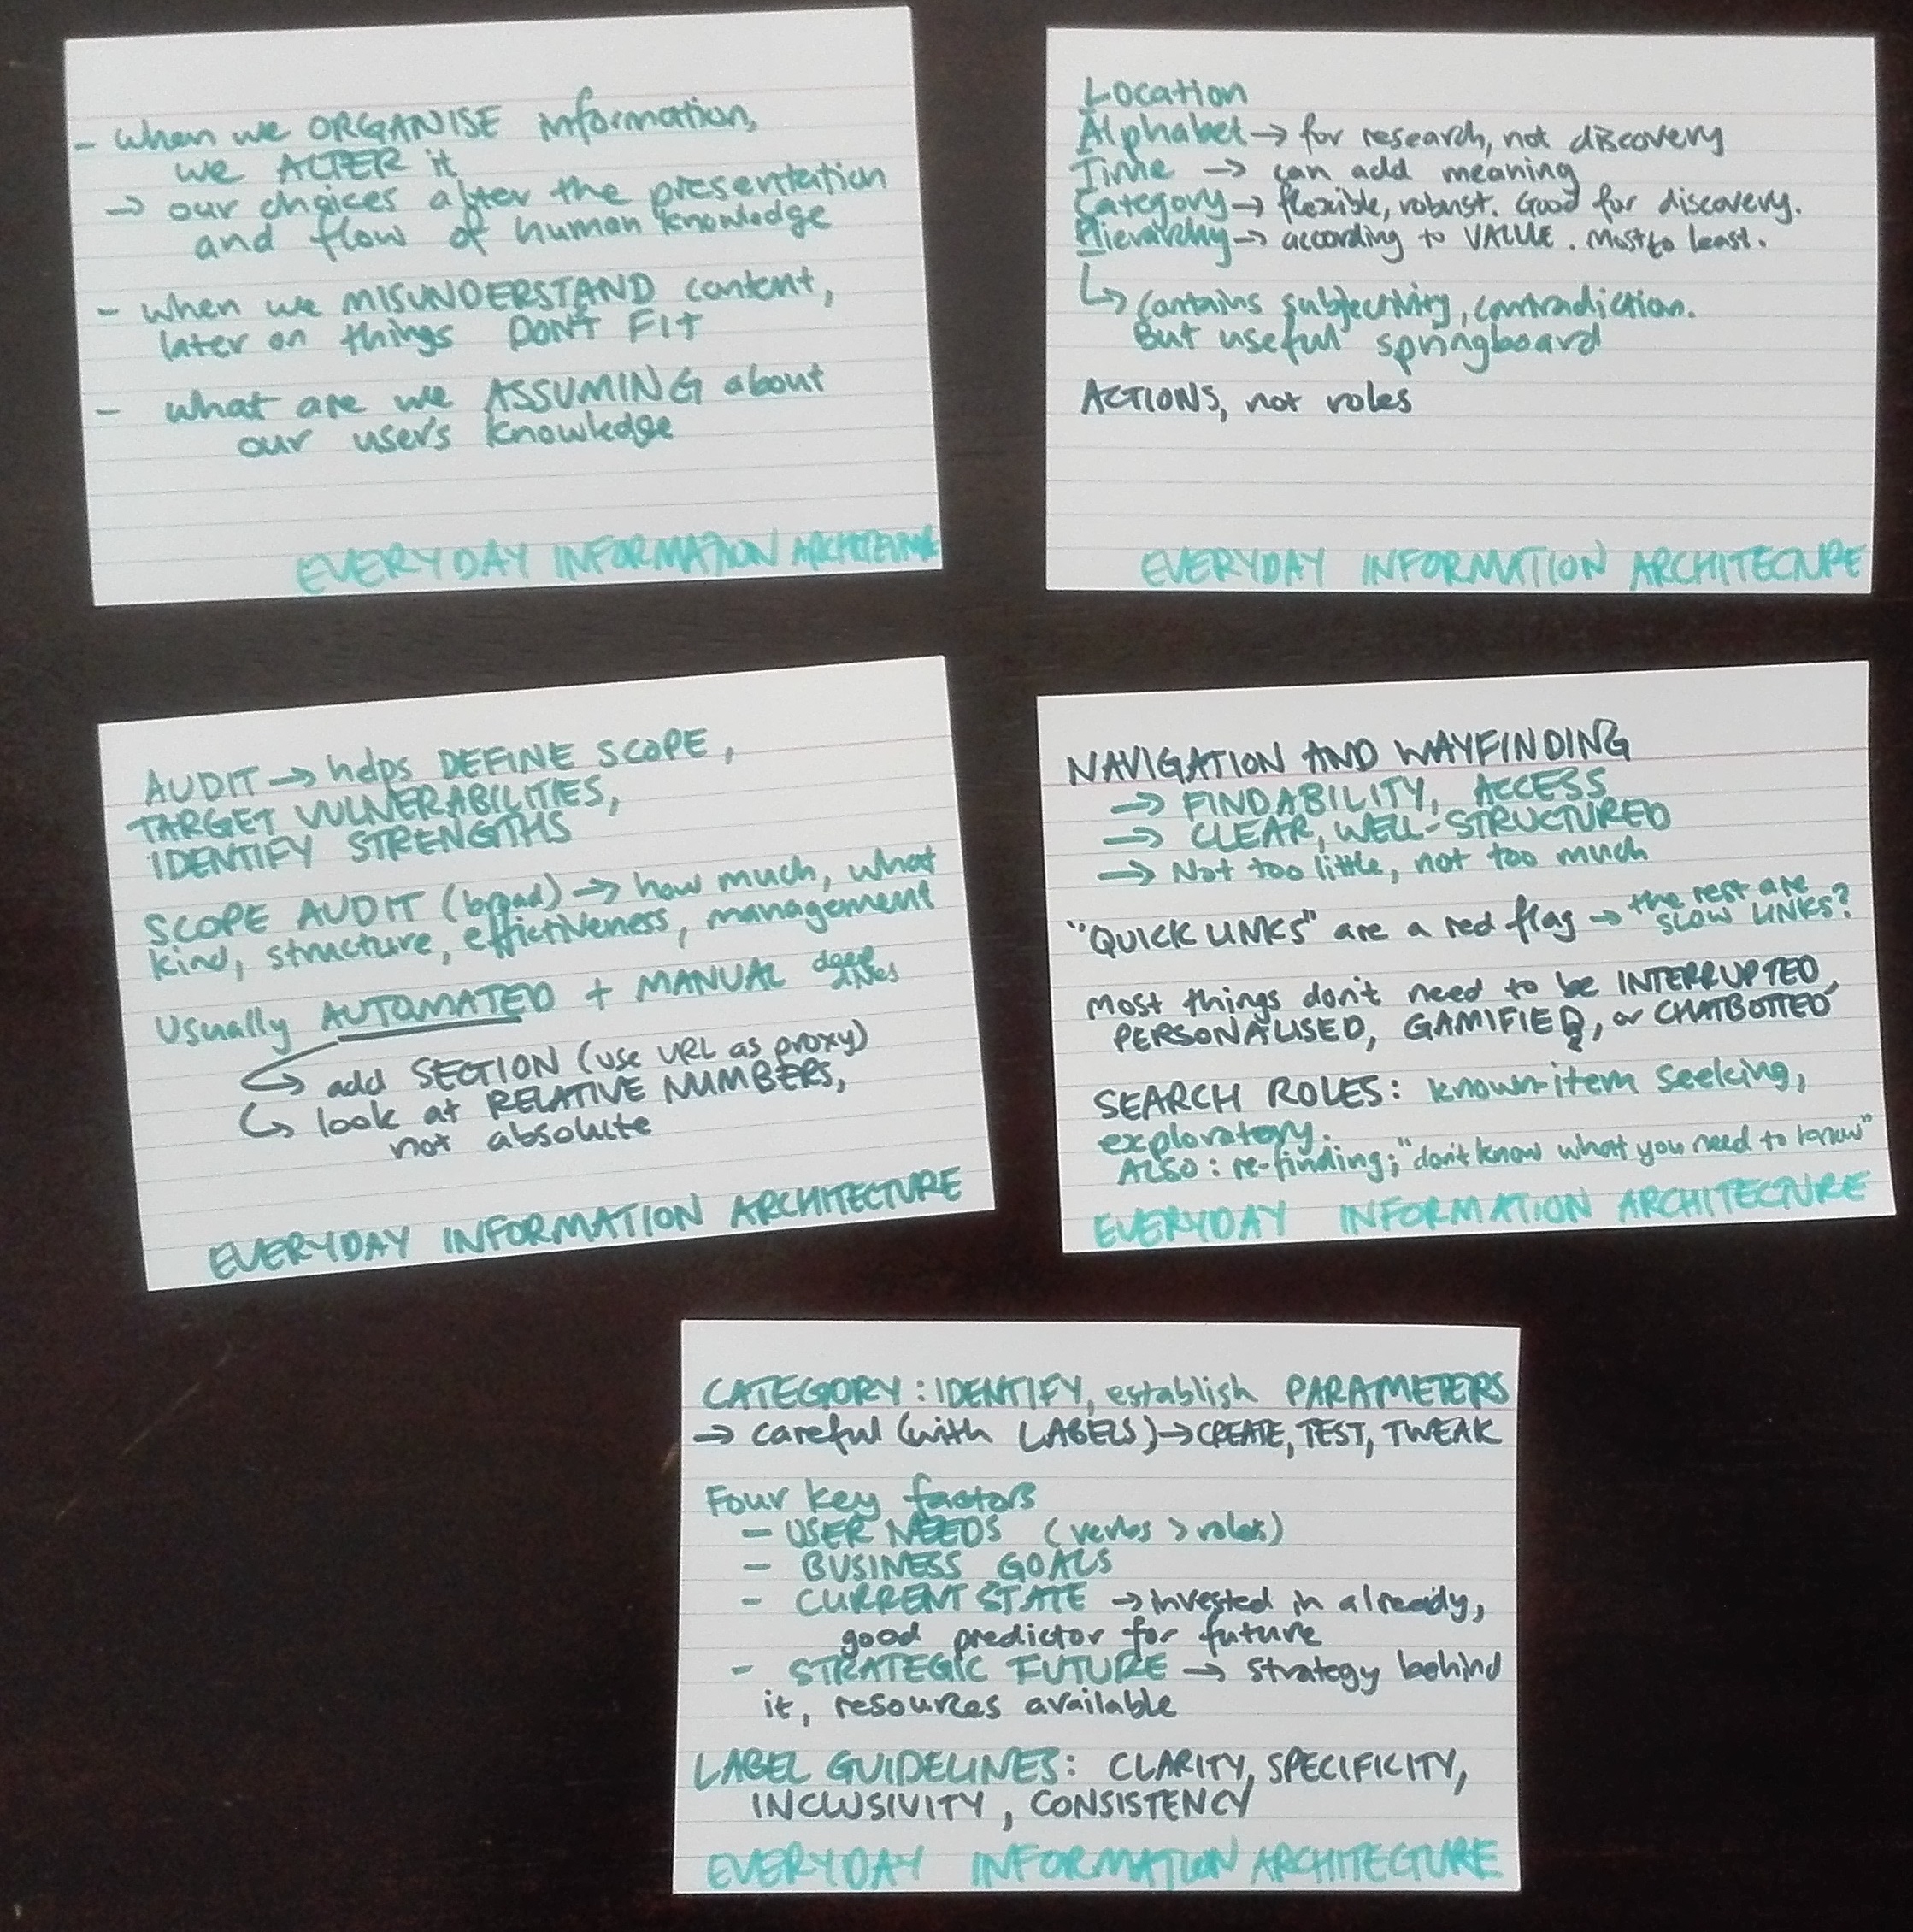 - when we ORGANISE information,
we ALTER it
→ our choices alter the presentation
and flow of human knowledge
- when we MISUNDERSTAND content,
later on things DON'T FIT
- what are we ASSUMING about
our user's knowledge
EVERYDAY INFORMATION ARCHITECTURE
Location
Alphabet → for research, not discovery
Time → can add meaning
Category → flexible, robust. Good for discovery.
Hierarchy → according to VALUE. Most to least.
↳ contains subjectivity, contradiction.
But useful springboard
ACTIONS, not roles
EVERYDAY INFORMATION ARCHITECTURE
AUDIT → helps DEFINE SCOPE,
TARGET VULNERABILITIES,
IDENTIFY STRENGTHS
SCOPE AUDIT (broad) → how much, what
kind, structure, effectiveness, management
Usually AUTOMATED + MANUAL deep dives
↳ add SECTION (use URL as proxy)
↳ look at RELATIVE NUMBERS,
not absolute
EVERYDAY INFORMATION ARCHITECTURE
NAVIGATION AND WAYFINDING
→ FINDABILITY, ACCESS
→ CLEAR, WELL-STRUCTURED
→ Not too little, not too much
"QUICK LINKS" are a red flag → the rest are
SLOW LINKS?
Most things don't need to be INTERRUPTED,
PERSONALISED, GAMIFIED, or CHATBOTTED
SEARCH ROLES: known-item seeking,
exploratory.
ALSO: re-finding; "don't know what you need to know"
EVERYDAY INFORMATION ARCHITECTURE
CATEGORY: IDENTIFY, establish PARAMETERS
→ careful (with LABELS) → CREATE, TEST, TWEAK
Four key factors
- USER NEEDS (verbs > roles)
- BUSINESS GOALS
- CURRENT STATE → invested in already,
good predictor for future
- STRATEGIC FUTURE → strategy behind
it, resources available
LABEL GUIDELINES: CLARITY, SPECIFICITY,
INCLUSIVITY, CONSISTENCY
EVERYDAY INFORMATION ARCHITECTURE